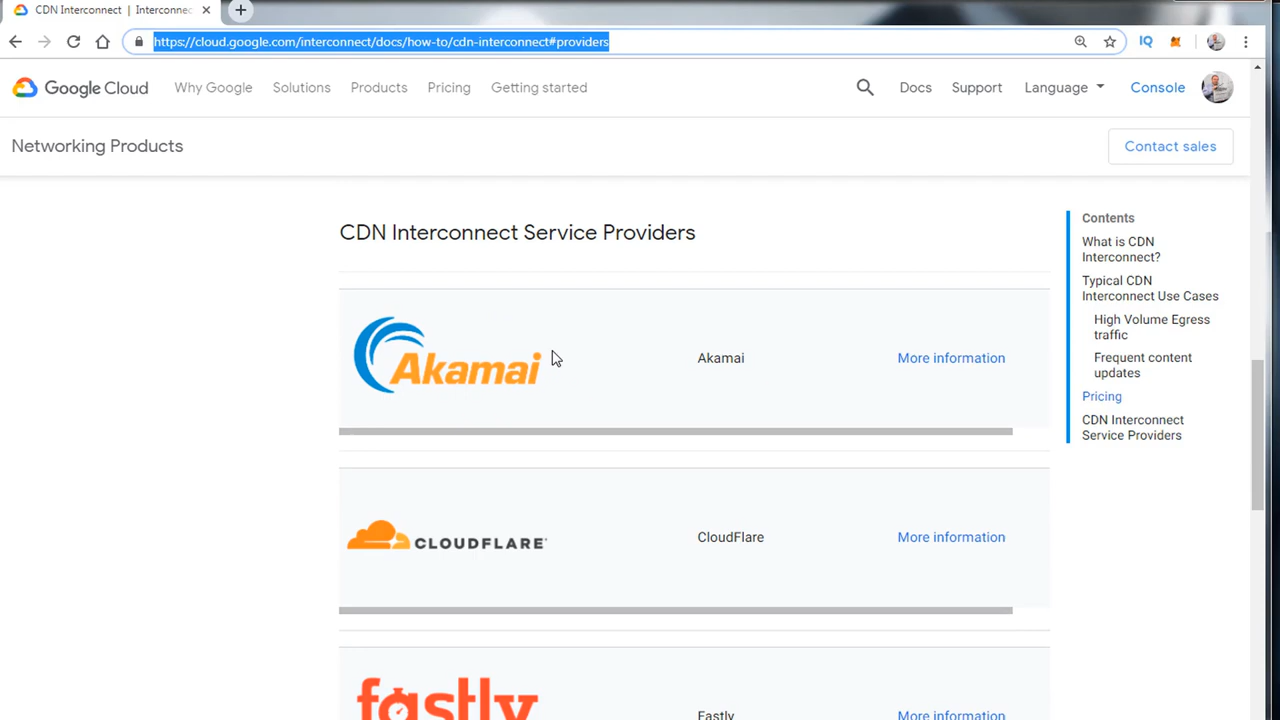 CDN Interconnect | Interconnec
https://cloud.google.com/interconnect/docs/how-to/cdn-interconnect#providers
IQ
Google Cloud
Why Google
Solutions
Products
Pricing
Getting started
Docs
Support
Language
Console
Networking Products
Contact sales
CDN Interconnect Service Providers
Akamai
Akamai
More information
CLOUDFLARE
CloudFlare
More information
fastly
Fastly
More information
Contents
What is CDN
Interconnect?
Typical CDN
Interconnect Use Cases
High Volume Egress
traffic
Frequent content
updates
Pricing
CDN Interconnect
Service Providers